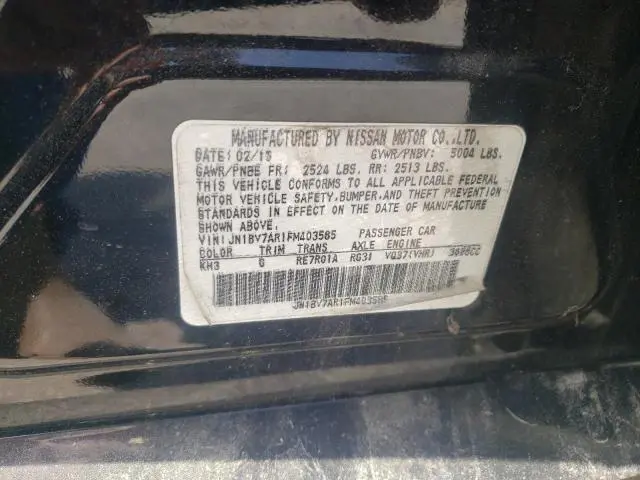 MANUFACTURED BY NISSAN MOTOR CO.,LTD.
DATE: 02/15 GVWR/PNBV: 5004 LBS.
GAWR/PNBE FR: 2524 LBS. RR: 2513 LBS.
THIS VEHICLE CONFORMS TO ALL APPLICABLE FEDERAL
MOTOR VEHICLE SAFETY,BUMPER,AND THEFT PREVENTION
STANDARDS IN EFFECT ON THE DATE OF MANUFACTURE
SHOWN ABOVE.
VIN:JN1BV7AR1FM403585 PASSENGER CAR
COLOR TRIM TRANS AXLE ENGINE
KH3 G RE7R01A RG31 VQ37(VHR) 3696CC
JN1BV7AR1FM403585